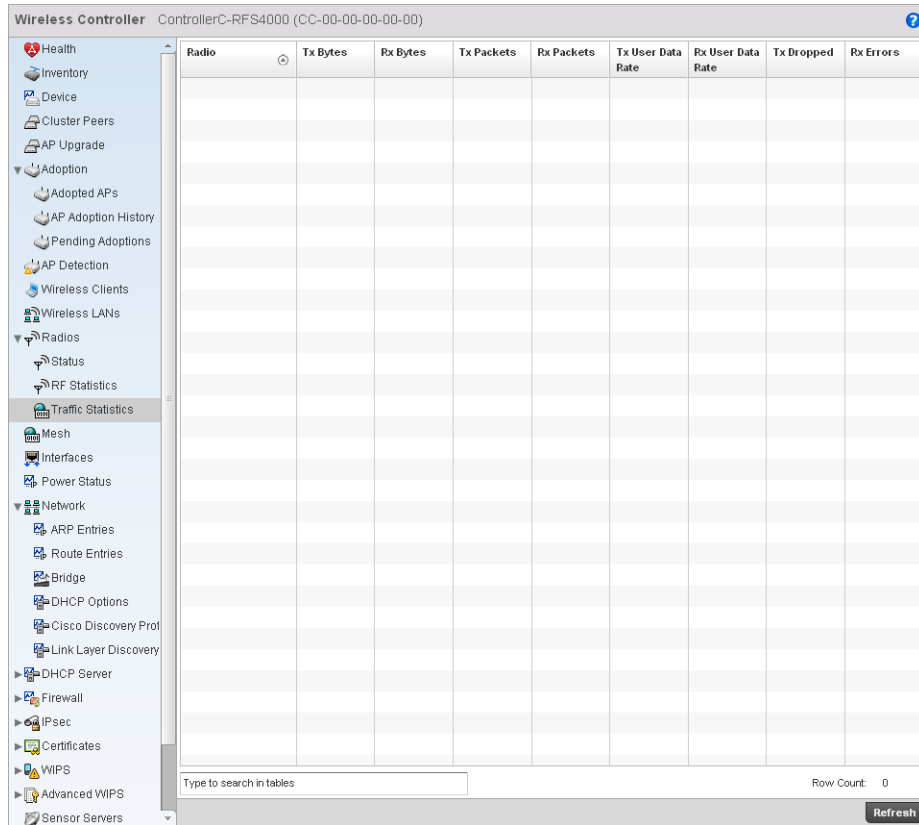 Wireless Controller ControllerC-RFS4000 (CC-00-00-00-00-00)
?
Health
Inventory
Device
Cluster Peers
AP Upgrade
Adoption
Adopted APs
AP Adoption History
Pending Adoptions
AP Detection
Wireless Clients
Wireless LANs
Radios
Status
RF Statistics
Traffic Statistics
Mesh
Interfaces
Power Status
Network
ARP Entries
Route Entries
Bridge
DHCP Options
Cisco Discovery Prot
Link Layer Discovery
DHCP Server
Firewall
IPsec
Certificates
WIPS
Advanced WIPS
Sensor Servers
Radio
Tx Bytes
Rx Bytes
Tx Packets
Rx Packets
Tx User Data
Rate
Rx User Data
Rate
Tx Dropped
Rx Errors
Type to search in tables
Row Count: 0
Refresh